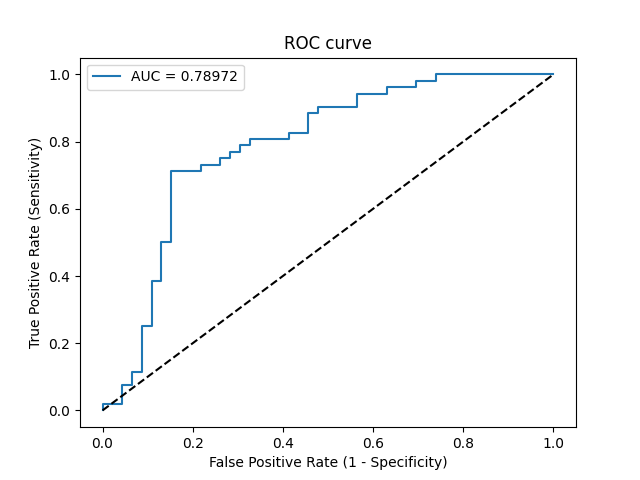 ROC curve
AUC = 0.78972
True Positive Rate (Sensitivity)
1.0
0.8
0.6
0.4
0.2
0.0
0.0 0.2 0.4 0.6 0.8 1.0
False Positive Rate (1 - Specificity)